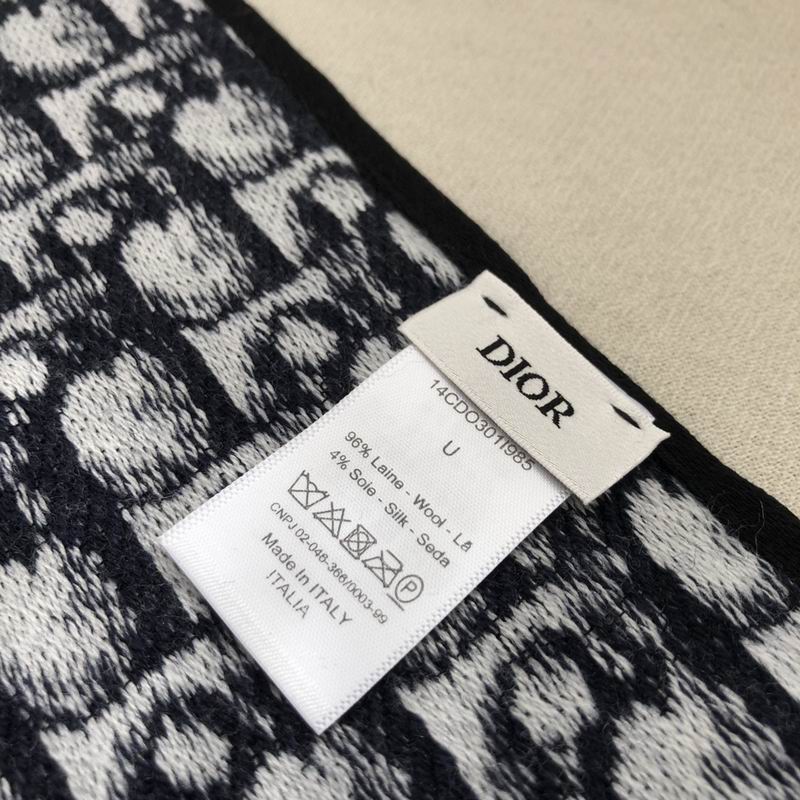 DIOR
14CDO301I985
U
96% Laine - Wool - Lã
4% Soie - Silk - Seda
P
CNPJ 02-046-366/0003-99
Made In ITALY
ITALIA